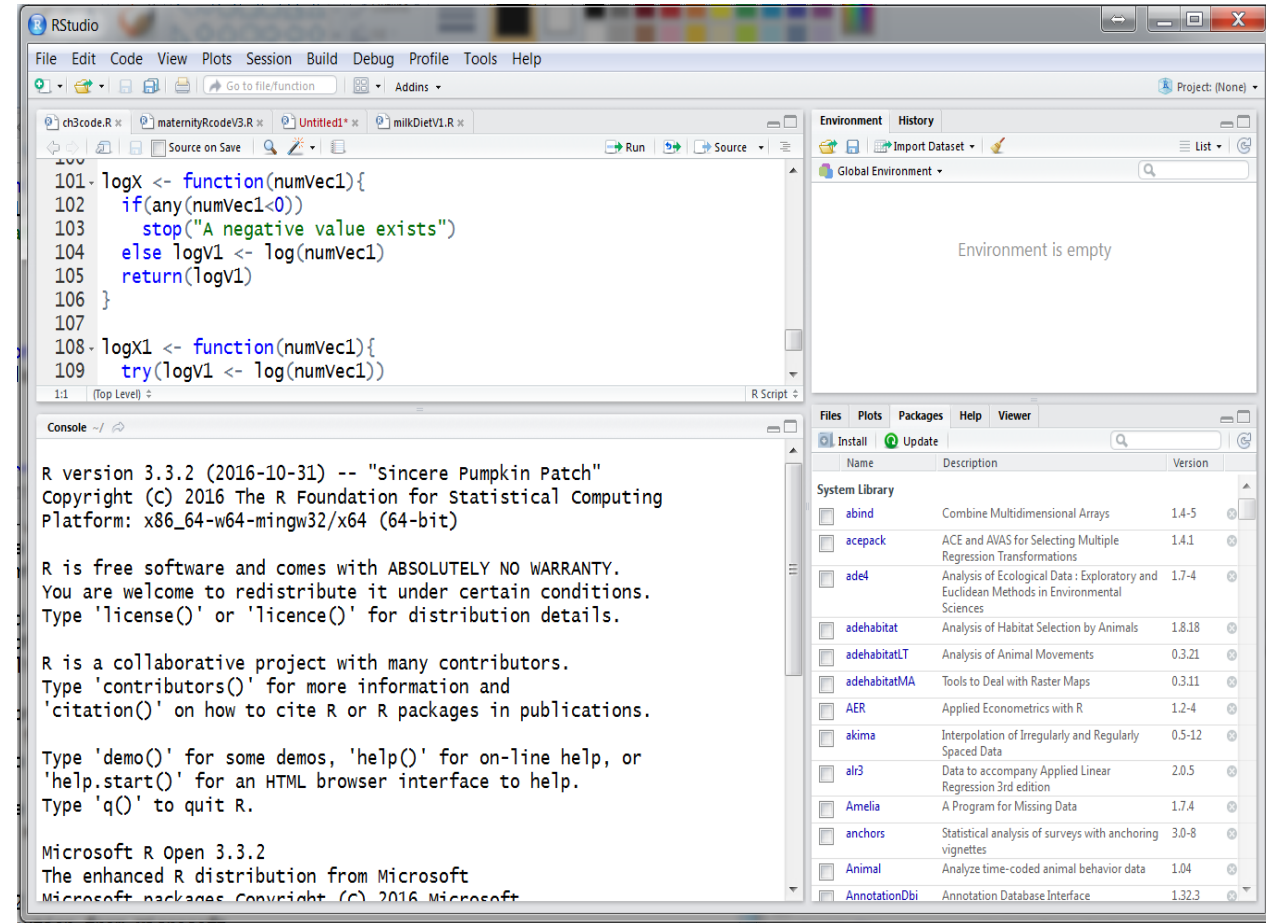 RStudio
File Edit Code View Plots Session Build Debug Profile Tools Help
Go to file/function Addins Project: (None)
ch3code.R maternityRcodeV3.R Untitled1* milkDietV1.R
Source on Save Run Source
101 logX <- function(numVec1){
102 if(any(numVec1<0))
103 stop("A negative value exists")
104 else logV1 <- log(numVec1)
105 return(logV1)
106 }
107
108 logX1 <- function(numVec1){
109 try(logV1 <- log(numVec1))
1:1 (Top Level) R Script
Console ~/
R version 3.3.2 (2016-10-31) -- "Sincere Pumpkin Patch"
Copyright (C) 2016 The R Foundation for Statistical Computing
Platform: x86_64-w64-mingw32/x64 (64-bit)
R is free software and comes with ABSOLUTELY NO WARRANTY.
You are welcome to redistribute it under certain conditions.
Type 'license()' or 'licence()' for distribution details.
R is a collaborative project with many contributors.
Type 'contributors()' for more information and
'citation()' on how to cite R or R packages in publications.
Type 'demo()' for some demos, 'help()' for on-line help, or
'help.start()' for an HTML browser interface to help.
Type 'q()' to quit R.
Microsoft R Open 3.3.2
The enhanced R distribution from Microsoft
Microsoft packages Copyright (C) 2016 Microsoft
Environment History
Import Dataset List
Global Environment
Environment is empty
Files Plots Packages Help Viewer
Install Update
Name Description Version
System Library
abind Combine Multidimensional Arrays 1.4-5
acepack ACE and AVAS for Selecting Multiple 1.4.1
Regression Transformations
ade4 Analysis of Ecological Data : Exploratory and 1.7-4
Euclidean Methods in Environmental
Sciences
adehabitat Analysis of Habitat Selection by Animals 1.8.18
adehabitatLT Analysis of Animal Movements 0.3.21
adehabitatMA Tools to Deal with Raster Maps 0.3.11
AER Applied Econometrics with R 1.2-4
akima Interpolation of Irregularly and Regularly 0.5-12
Spaced Data
alr3 Data to accompany Applied Linear 2.0.5
Regression 3rd edition
Amelia A Program for Missing Data 1.7.4
anchors Statistical analysis of surveys with anchoring 3.0-8
vignettes
Animal Analyze time-coded animal behavior data 1.04
AnnotationDbi Annotation Database Interface 1.32.3